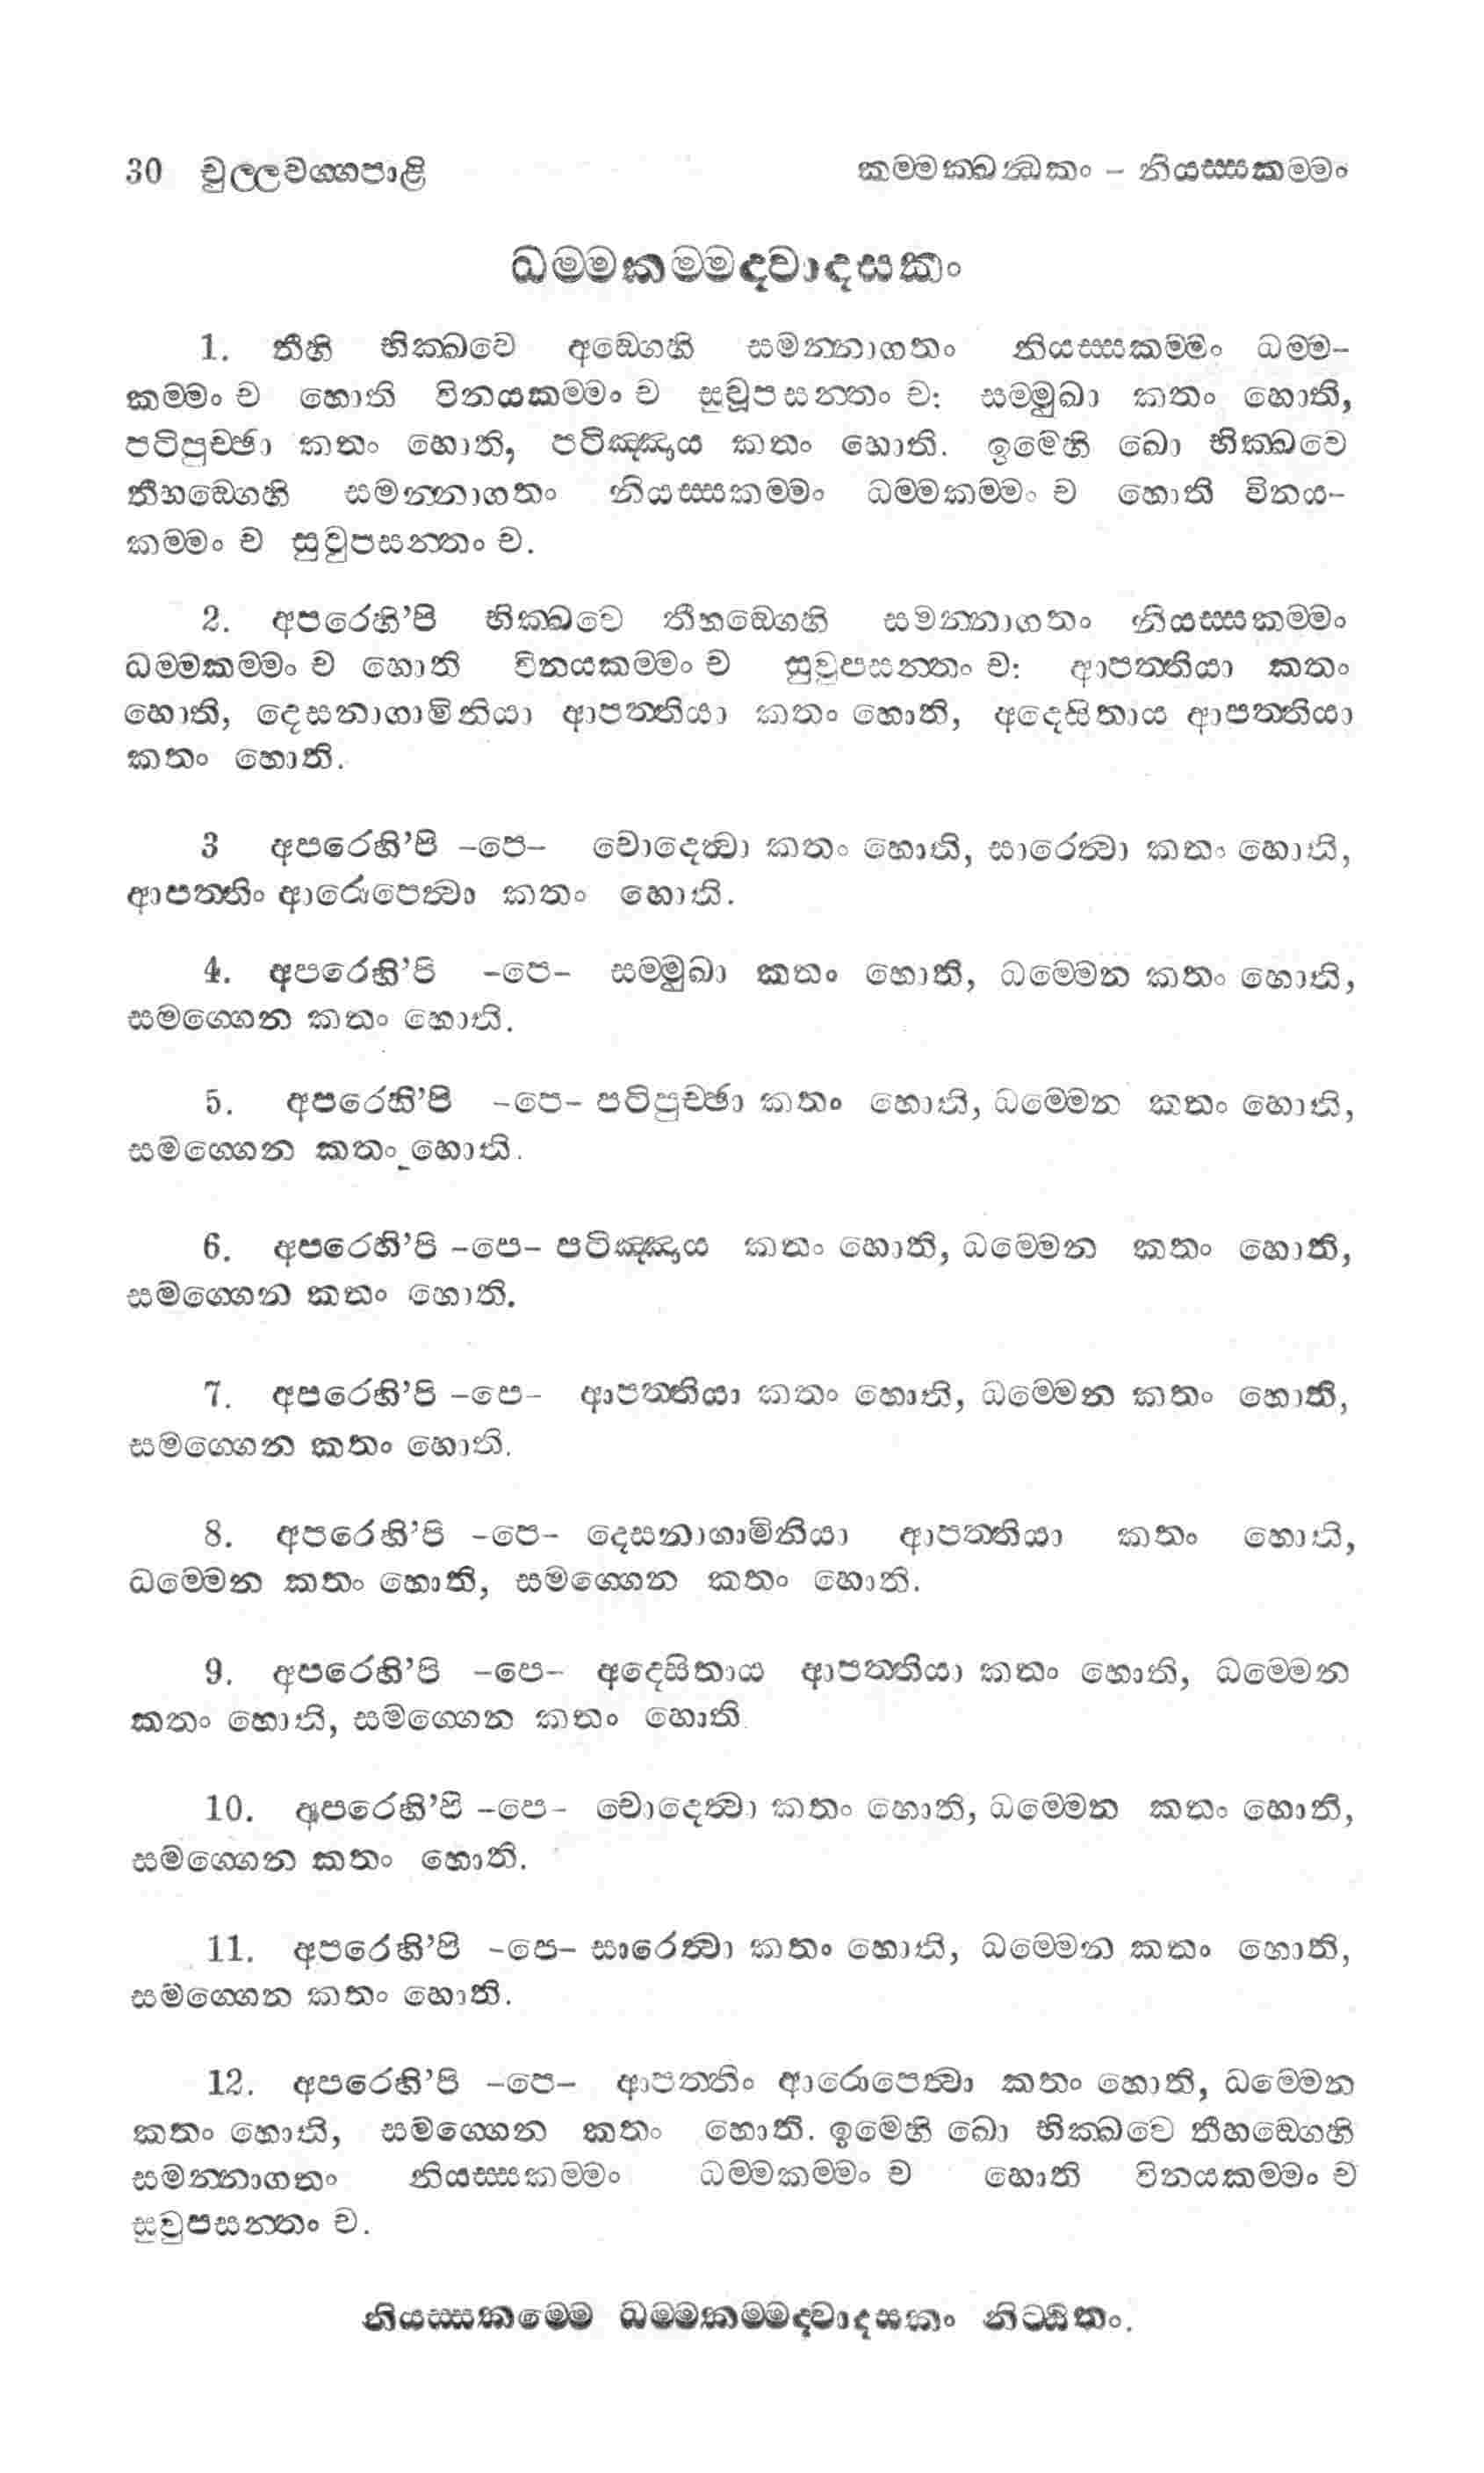 30 චුල්ලවග්ගපාළි කම්මක්ඛන්ධකං – නියස්සකම්මං
ධම්මකම්මද්වාදසකං
1. තීහි භික්ඛවෙ අඞ්ගෙහි සමන්නාගතං නියස්සකම්මං ධම්ම-
කම්මං ච හොති විනයකම්මං ච සුවූපසන්තං ච: සම්මුඛා කතං හොති,
පටිපුච්ඡා කතං හොති, පටිඤ්ඤාය කතං හොති. ඉමෙහි ඛො භික්ඛවෙ
තීහඞ්ගෙහි සමන්නාගතං නියස්සකම්මං ධම්මකම්මං ච හොති විනය-
කම්මං ච සුවුපසන්තං ච.
2. අපරෙහි’පි භික්ඛවෙ තීහඞ්ගෙහි සමන්නාගතං නියස්සකම්මං
ධම්මකම්මං ච හොති විනයකම්මං ච සුවුපසන්තං ච: ආපත්තියා කතං
හොති, දෙසනාගාමිනියා ආපත්තියා කතං හොති, අදෙසිතාය ආපත්තියා
කතං හොති.
3 අපරෙහි’පි –පෙ– චොදෙත්වා කතං හොති, සාරෙත්වා කතං හොති,
ආපත්තිං ආරොපෙත්වා කතං හොති.
4. අපරෙහි’පි –පෙ– සම්මුඛා කතං හොති, ධම්මෙන කතං හොති,
සමග්ගෙන කතං හොති.
5. අපරෙහි’පි –පෙ– පටිපුච්ඡා කතං හොති, ධම්මෙන කතං හොති,
සමග්ගෙන කතං හොති.
6. අපරෙහි’පි –පෙ– පටිඤ්ඤාය කතං හොති, ධම්මෙන කතං හොති,
සමග්ගෙන කතං හොති.
7. අපරෙහි’පි –පෙ– ආපත්තියා කතං හොති, ධම්මෙන කතං හොති,
සමග්ගෙන කතං හොති.
8. අපරෙහි’පි –පෙ– දෙසනාගාමිනියා ආපත්තියා කතං හොති,
ධම්මෙන කතං හොති, සමග්ගෙන කතං හොති.
9. අපරෙහි’පි –පෙ– අදෙසිතාය ආපත්තියා කතං හොති, ධම්මෙන
කතං හොති, සමග්ගෙන කතං හොති
10. අපරෙහි’පි –පෙ– චොදෙත්වා කතං හොති, ධම්මෙන කතං හොති,
සමග්ගෙන කතං හොති.
11. අපරෙහි’පි –පෙ– සාරෙත්වා කතං හොති, ධම්මෙන කතං හොති,
සමග්ගෙන කතං හොති.
12. අපරෙහි’පි –පෙ– ආපත්තිං ආරොපෙත්වා කතං හොති, ධම්මෙන
කතං හොති, සමග්ගෙන කතං හොති. ඉමෙහි ඛො භික්ඛවෙ තීහඞ්ගෙහි
සමන්නාගතං නියස්සකම්මං ධම්මකම්මං ච හොති විනයකම්මං ච
සුවුපසන්තං ච.
නියස්සකම්මෙ ධම්මකම්මද්වාදසකං නිට්ඨිතං.